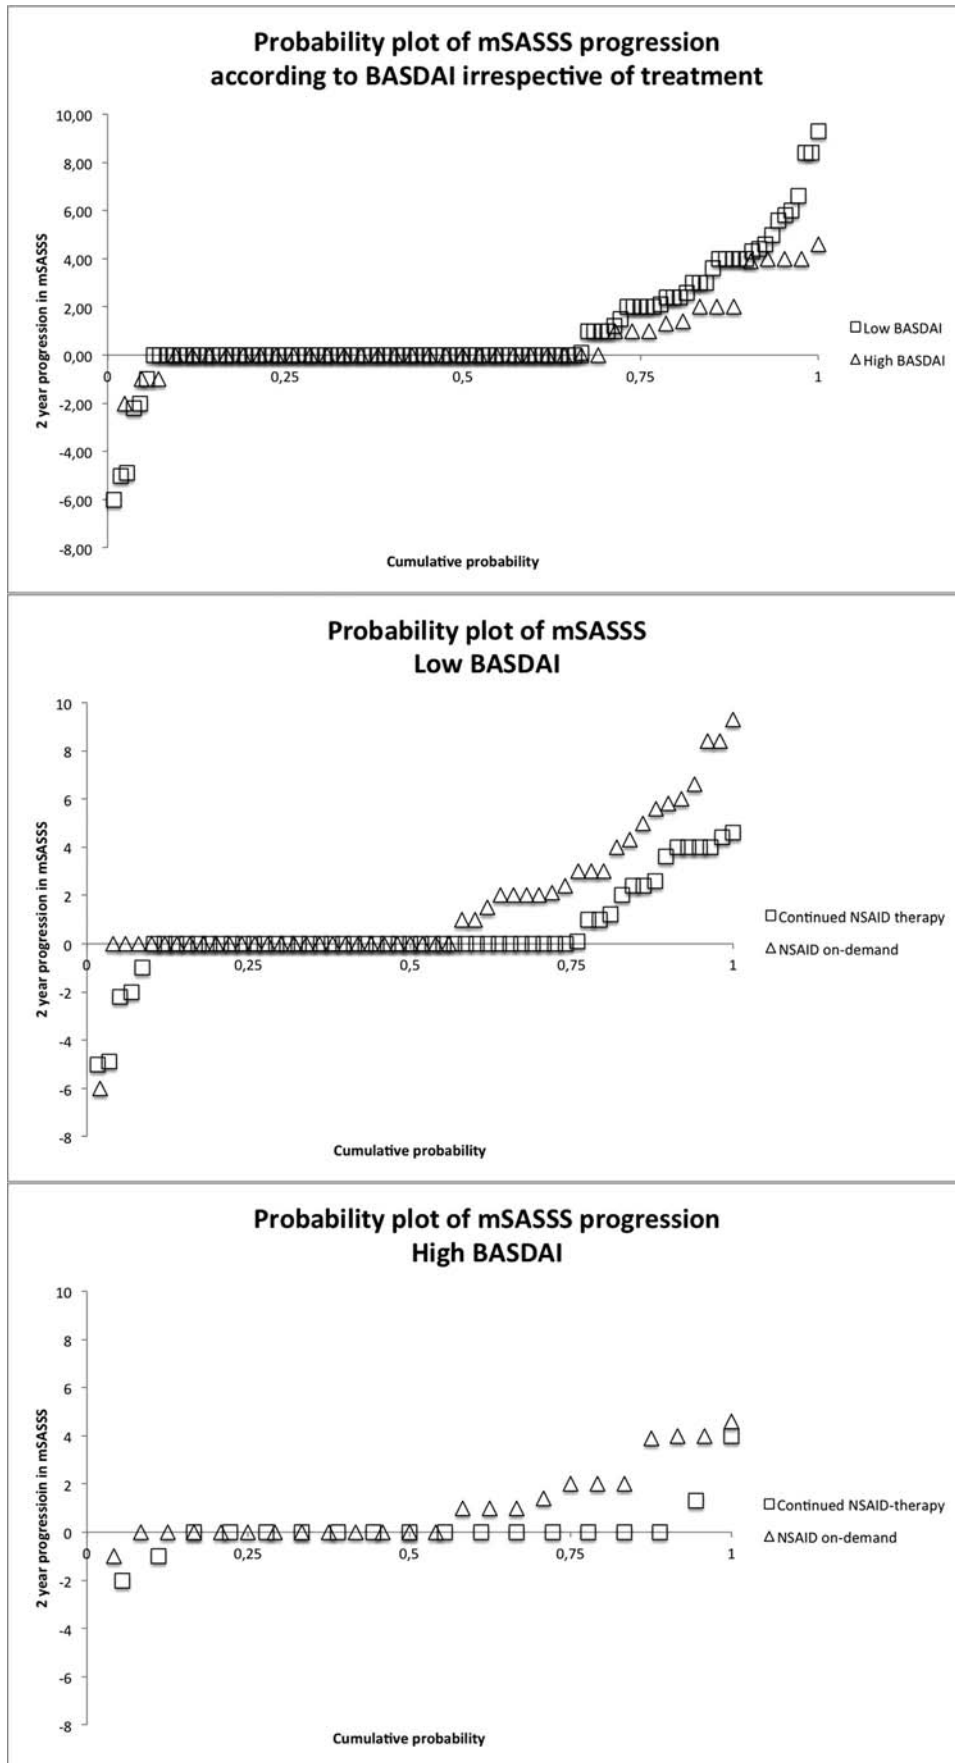 Probability plot of mSASSS progression
according to BASDAI irrespective of treatment
10,00
8,00
6,00
4,00
2,00
0,00
-2,00
-4,00
-6,00
-8,00
0
0,25
0,5
0,75
1
2 year progression in mSASSS
Cumulative probability
Low BASDAI
High BASDAI
Probability plot of mSASSS
Low BASDAI
10
8
6
4
2
0
-2
-4
-6
-8
0
0,25
0,5
0,75
1
2 year progression in mSASSS
Cumulative probability
Continued NSAID therapy
NSAID on-demand
Probability plot of mSASSS progression
High BASDAI
10
8
6
4
2
0
-2
-4
-6
-8
0
0,25
0,5
0,75
1
2 year progressioin in mSASSS
Cumulative probability
Continued NSAID-therapy
NSAID on-demand